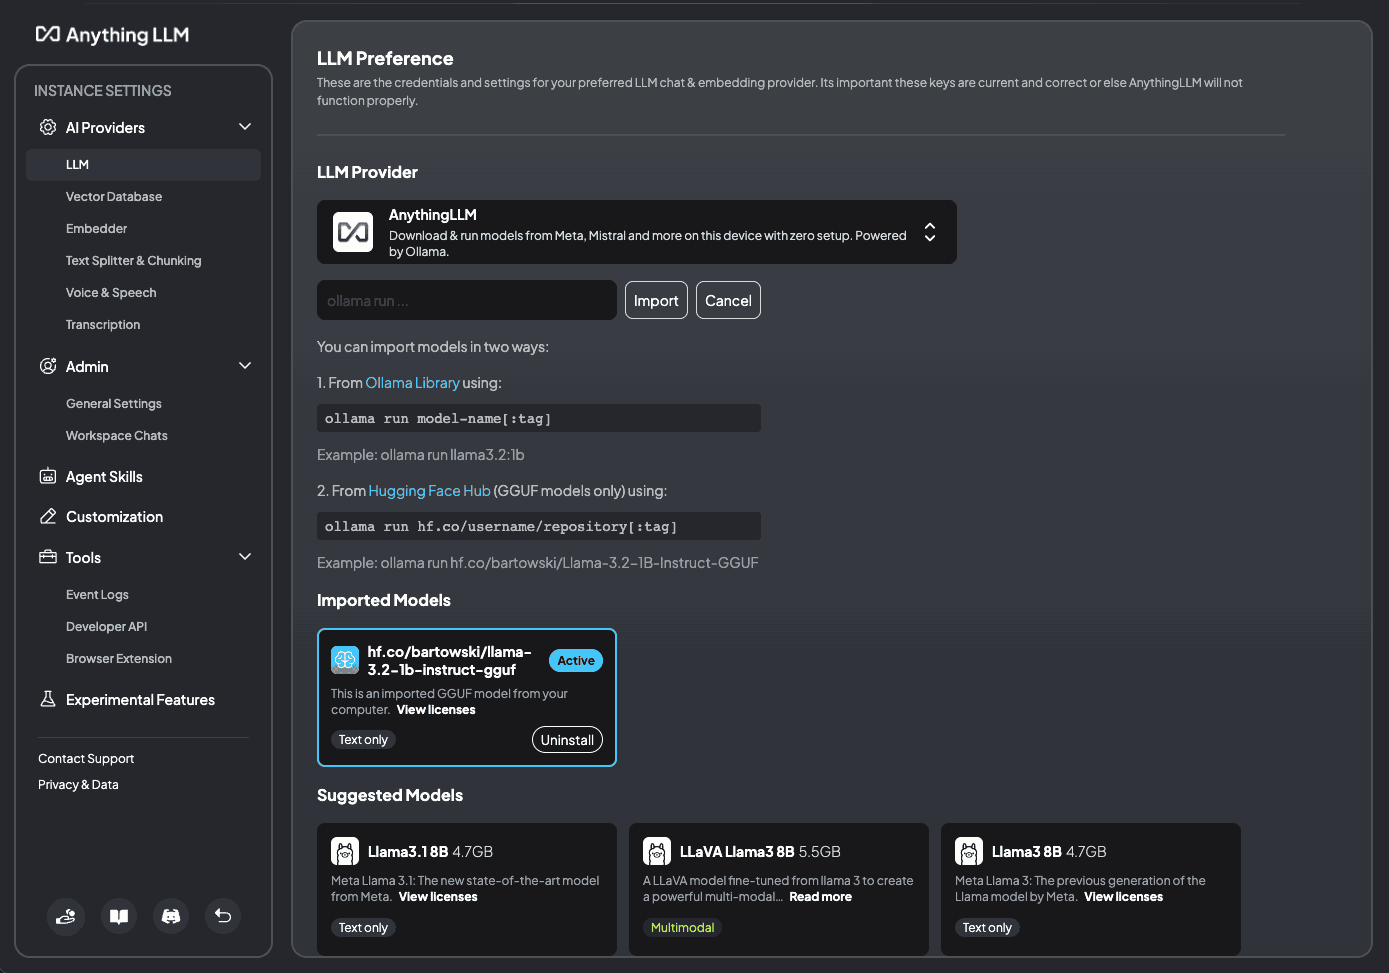 Anything LLM
INSTANCE SETTINGS
AI Providers
LLM
Vector Database
Embedder
Text Splitter & Chunking
Voice & Speech
Transcription
Admin
General Settings
Workspace Chats
Agent Skills
Customization
Tools
Event Logs
Developer API
Browser Extension
Experimental Features
Contact Support
Privacy & Data
LLM Preference
These are the credentials and settings for your preferred LLM chat & embedding provider. Its important these keys are current and correct or else AnythingLLM will not
function properly.
LLM Provider
AnythingLLM
Download & run models from Meta, Mistral and more on this device with zero setup. Powered
by Ollama.
ollama run ...
Import
Cancel
You can import models in two ways:
1. From Ollama Library using:
ollama run model-name[:tag]
Example: ollama run llama3.2:1b
2. From Hugging Face Hub (GGUF models only) using:
ollama run hf.co/username/repository[:tag]
Example: ollama run hf.co/bartowski/Llama-3.2-1B-Instruct-GGUF
Imported Models
hf.co/bartowski/llama-
3.2-1b-instruct-gguf
Active
This is an imported GGUF model from your
computer. View licenses
Text only
Uninstall
Suggested Models
Llama3.1 8B 4.7GB
Meta Llama 3.1: The new state-of-the-art model
from Meta. View licenses
Text only
LLaVA Llama3 8B 5.5GB
A LLaVA model fine-tuned from llama 3 to create
a powerful multi-modal... Read more
Multimodal
Llama3 8B 4.7GB
Meta Llama 3: The previous generation of the
Llama model by Meta. View licenses
Text only